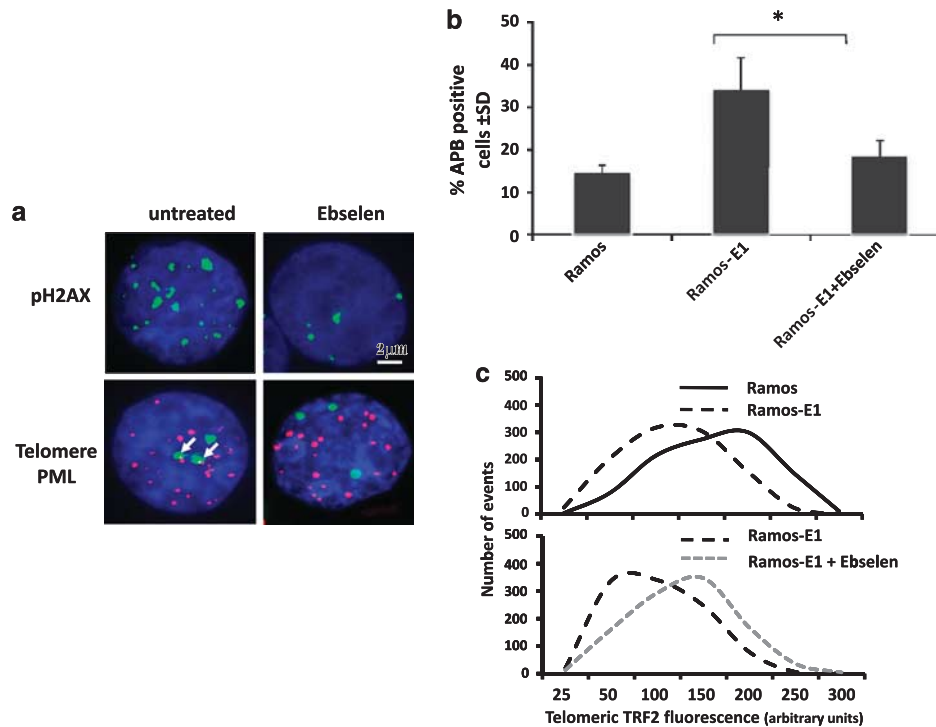 a
untreated Ebselen
pH2AX
2μm
Telomere
PML
b
*
% APB positive
cells ±SD
50
40
30
20
10
0
Ramos
Ramos-E1
Ramos-E1+Ebselen
c
Number of events
500
400
300
200
100
0
Ramos
Ramos-E1
500
400
300
200
100
0
Ramos-E1
Ramos-E1 + Ebselen
25 50 100 150 200 250 300
Telomeric TRF2 fluorescence (arbitrary units)